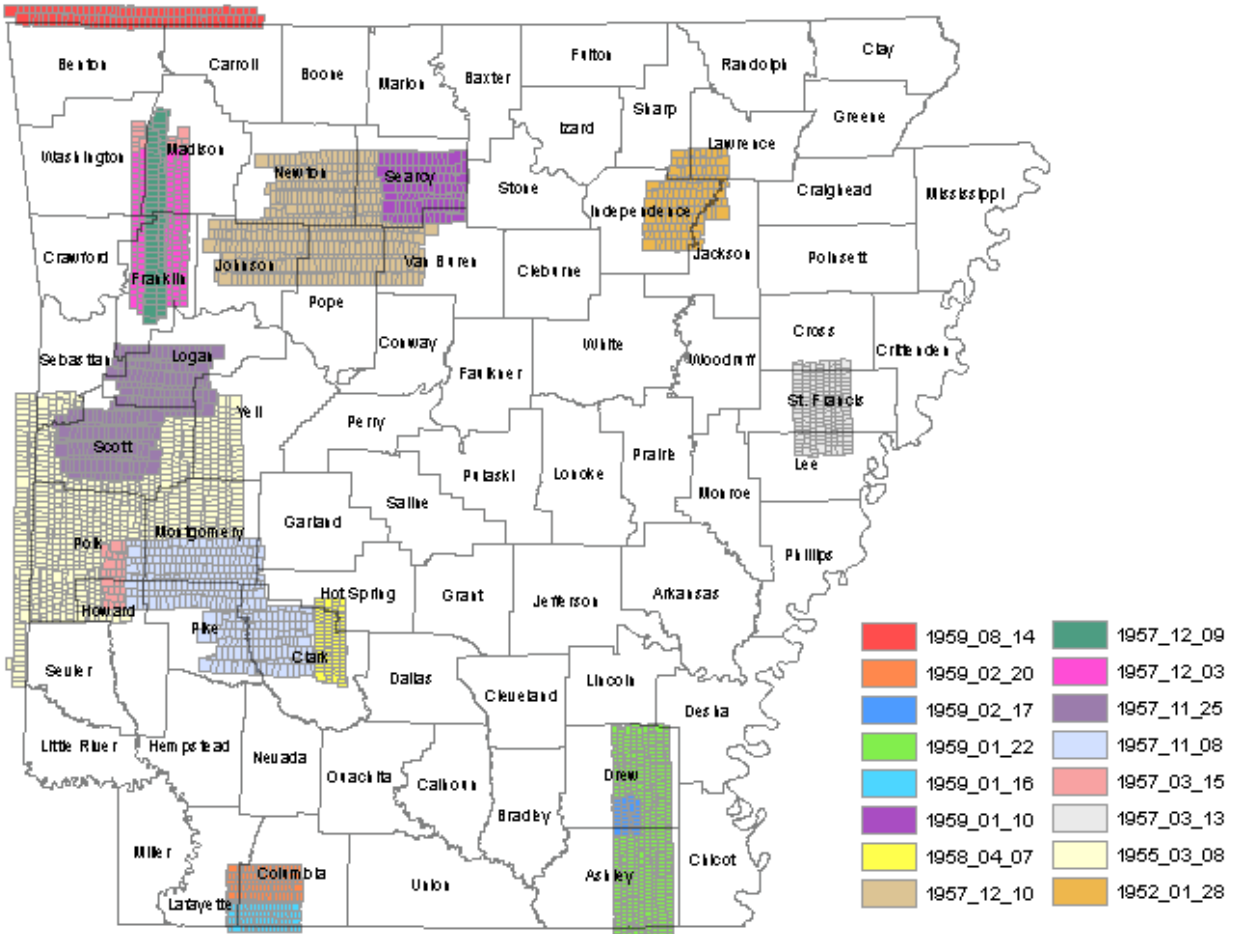 Clay
Benton
Carroll
Boone
Marion
Baxter
Fulton
Randolph
Sharp
Greene
Izard
Lawrence
Washington
Madison
Newton
Searcy
Stone
Craighead
Mississippi
Independence
Crawford
Franklin
Johnson
Van Buren
Cleburne
Jackson
Poinsett
Pope
Sebastian
Logan
Conway
Faulkner
White
Woodruff
Cross
Crittenden
Yell
Perry
St. Francis
Scott
Pulaski
Lonoke
Prairie
Lee
Monroe
Saline
Garland
Montgomery
Polk
Phillips
Howard
Hot Spring
Grant
Jefferson
Arkansas
Pike
Clark
Sevier
Dallas
Cleveland
Lincoln
Desha
Little River
Hempstead
Nevada
Ouachita
Calhoun
Drew
Bradley
Miller
Lafayette
Columbia
Union
Ashley
Chicot
1959_08_14
1959_02_20
1959_02_17
1959_01_22
1959_01_16
1959_01_10
1958_04_07
1957_12_10
1957_12_09
1957_12_03
1957_11_25
1957_11_08
1957_03_15
1957_03_13
1955_03_08
1952_01_28